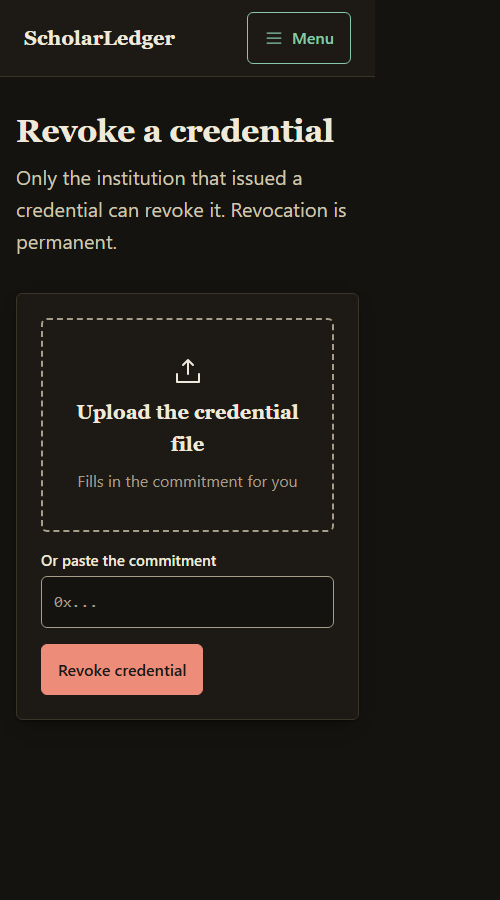 ScholarLedger
Menu
Revoke a credential
Only the institution that issued a
credential can revoke it. Revocation is
permanent.
Upload the credential
file
Fills in the commitment for you
Or paste the commitment
0x...
Revoke credential